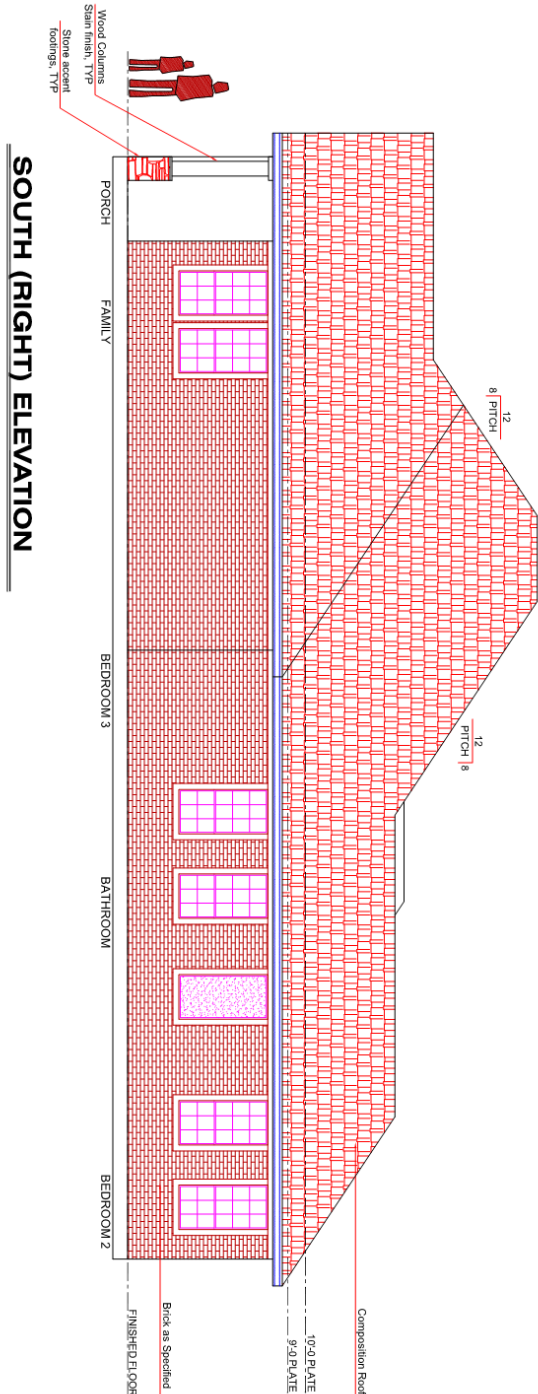 12
8 PITCH
12
PITCH 8
Composition Roof
10'-0 PLATE
9'-0 PLATE
Wood Columns
Stain finish, TYP
Stone accent
footings, TYP
Brick as Specified
FINISHED FLOOR
PORCH
FAMILY
BEDROOM 3
BATHROOM
BEDROOM 2
SOUTH (RIGHT) ELEVATION